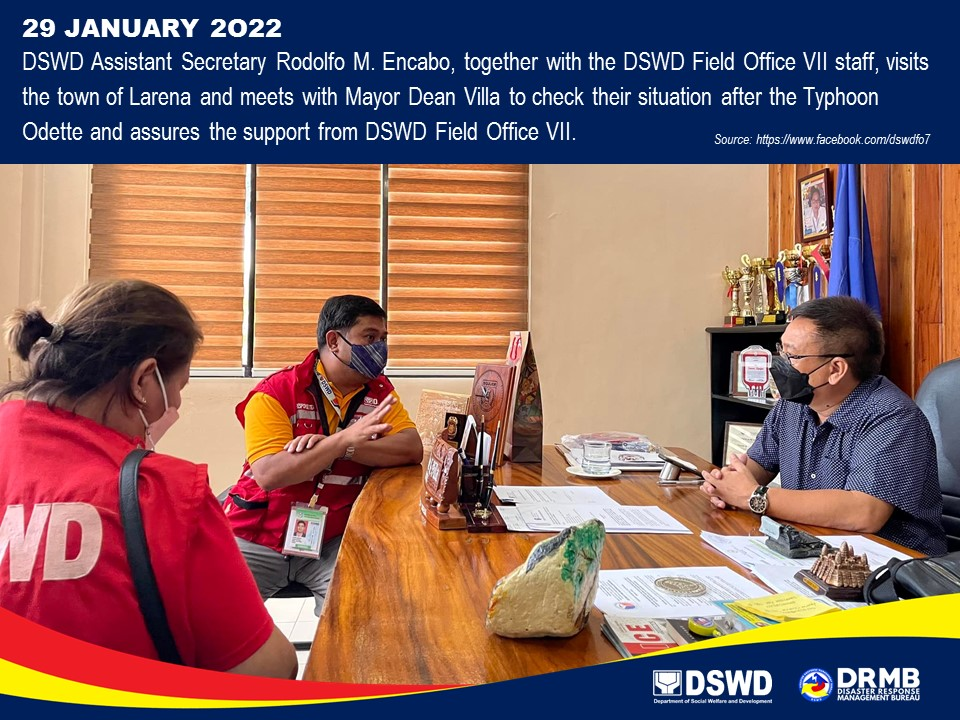 29 JANUARY 2022
DSWD Assistant Secretary Rodolfo M. Encabo, together with the DSWD Field Office VII staff, visits
the town of Larena and meets with Mayor Dean Villa to check their situation after the Typhoon
Odette and assures the support from DSWD Field Office VII.
Source: https://www.facebook.com/dswdfo7
WD
DSWD
Department of Social Welfare and Development
DRMB
DISASTER RESPONSE
MANAGEMENT BUREAU